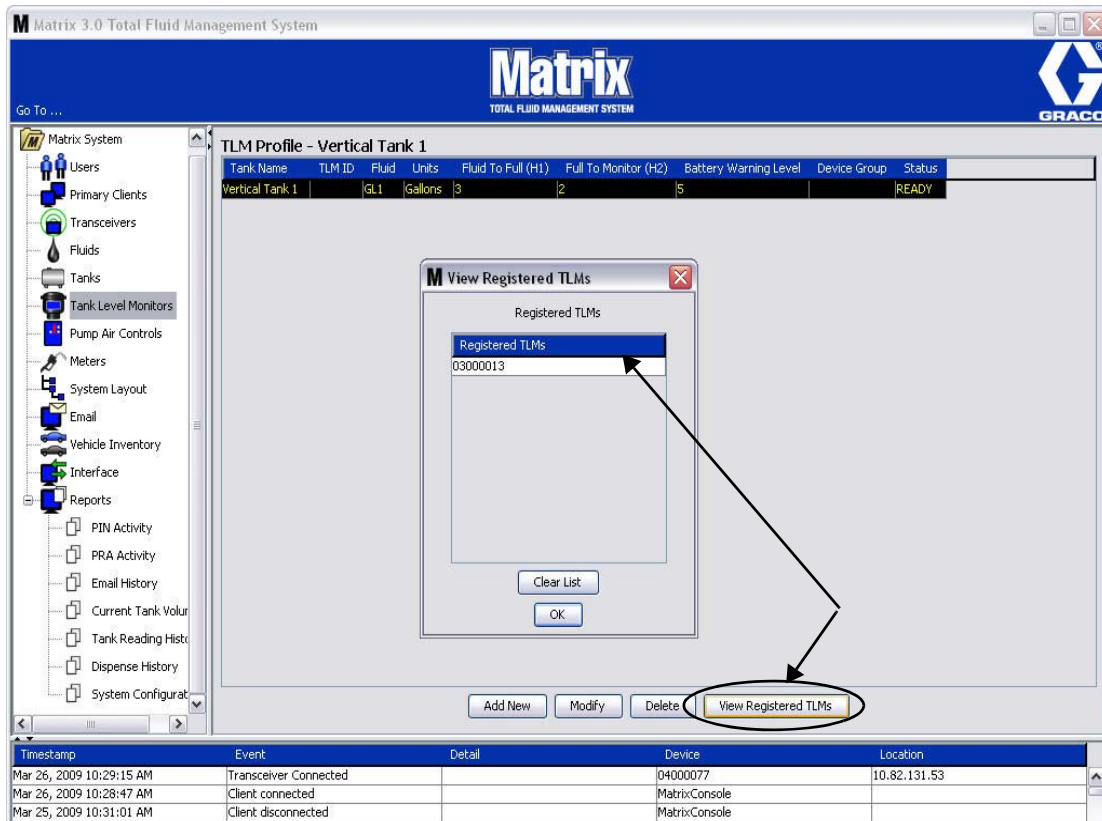 M Matrix 3.0 Total Fluid Management System
Matrix
TOTAL FLUID MANAGEMENT SYSTEM
Go To ...
GRACO
M Matrix System
Users
Primary Clients
Transceivers
Fluids
Tanks
Tank Level Monitors
Pump Air Controls
Meters
System Layout
Email
Vehicle Inventory
Interface
Reports
PIN Activity
PRA Activity
Email History
Current Tank Volur
Tank Reading Histo
Dispense History
System Configurat
TLM Profile - Vertical Tank 1
Tank Name TLM ID Fluid Units Fluid To Full (H1) Full To Monitor (H2) Battery Warning Level Device Group Status
Vertical Tank 1 GL1 Gallons 3 2 5 READY
M View Registered TLMs
Registered TLMs
Registered TLMs
03000013
Clear List
OK
Add New Modify Delete View Registered TLMs
Timestamp Event Detail Device Location
Mar 26, 2009 10:29:15 AM Transceiver Connected 04000077 10.82.131.53
Mar 26, 2009 10:28:47 AM Client connected MatrixConsole
Mar 25, 2009 10:31:01 AM Client disconnected MatrixConsole